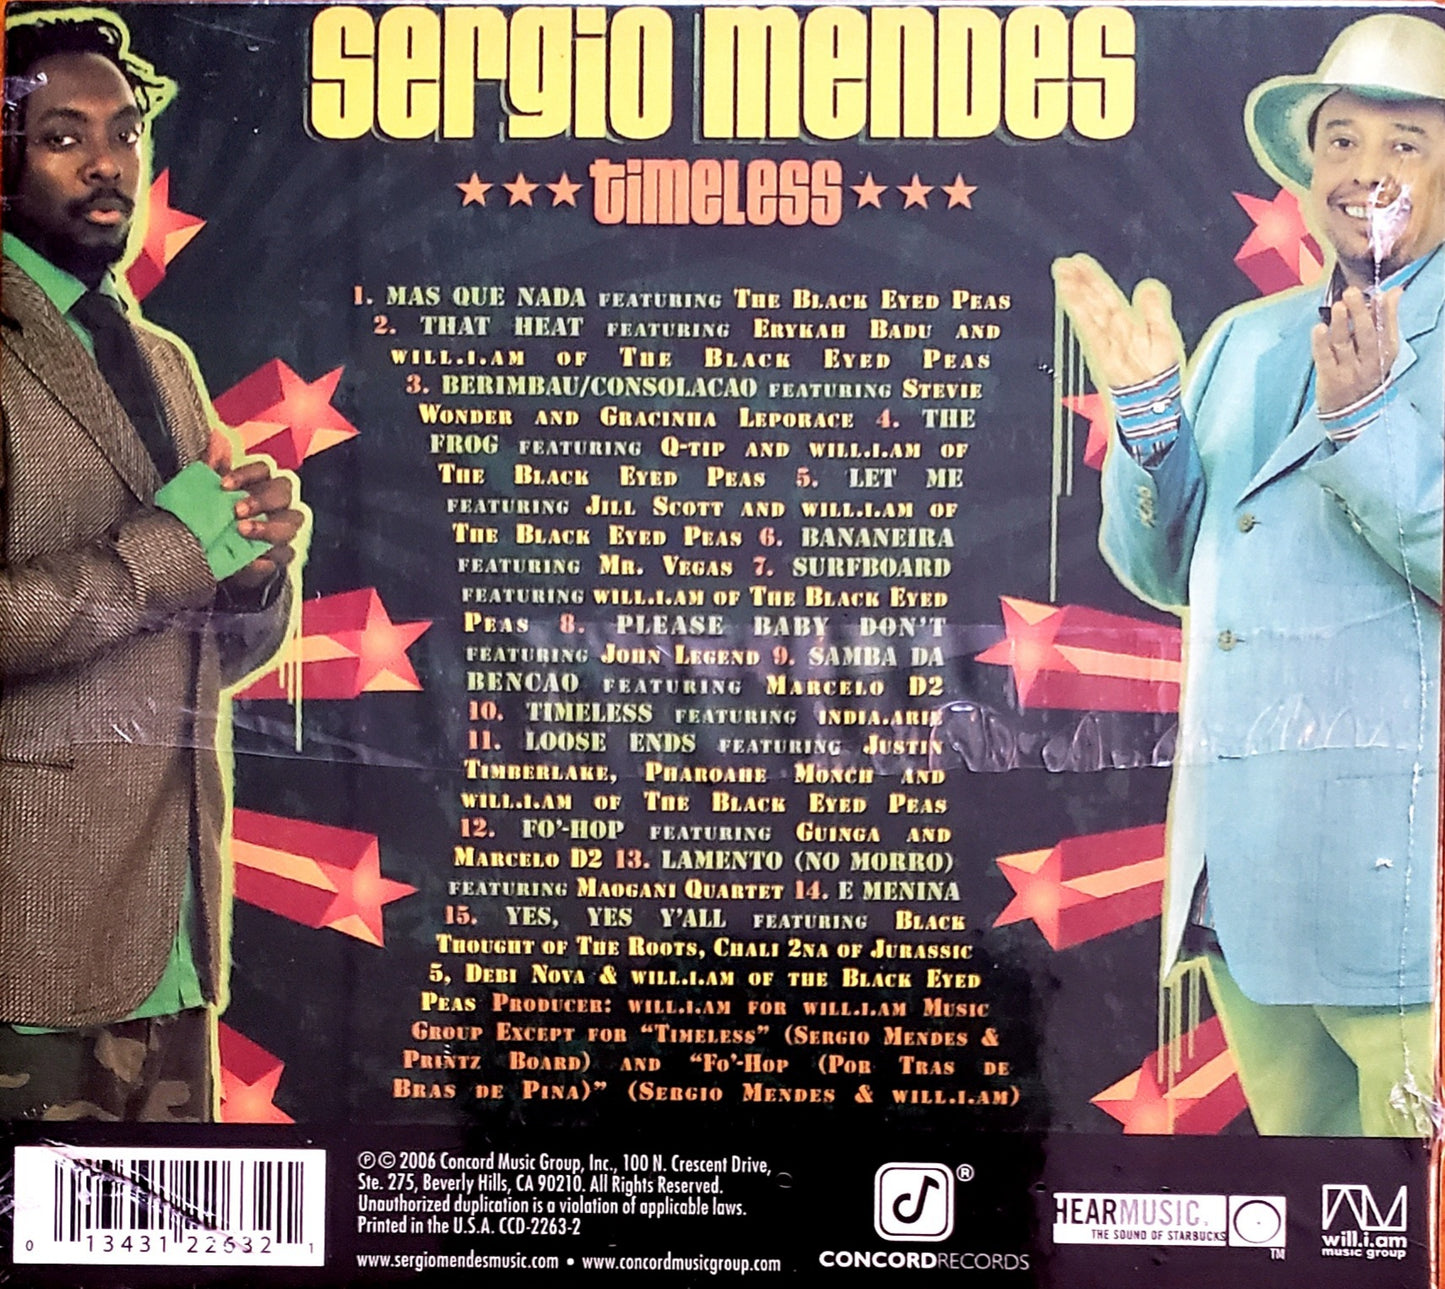 sergio mendes
timeless
1. MAS QUE NADA FEATURING THE BLACK EYED PEAS
2. THAT HEAT FEATURING ERYKAH BADU AND
WILL.I.AM OF THE BLACK EYED PEAS
3. BERIMBAU/CONSOLACAO FEATURING STEVIE
WONDER AND GRACINHA LEPORACE 4. THE
FROG FEATURING Q-TIP AND WILL.I.AM OF
THE BLACK EYED PEAS 5. LET ME
FEATURING JILL SCOTT AND WILL.I.AM OF
THE BLACK EYED PEAS 6. BANANEIRA
FEATURING MR. VEGAS 7. SURFBOARD
FEATURING WILL.I.AM OF THE BLACK EYED
PEAS 8. PLEASE BABY DON'T
FEATURING JOHN LEGEND 9. SAMBA DA
BENCAO FEATURING MARCELO D2
10. TIMELESS FEATURING INDIA.ARIE
11. LOOSE ENDS FEATURING JUSTIN
TIMBERLAKE, PHAROAHE MONCH AND
WILL.I.AM OF THE BLACK EYED PEAS
12. FO'-HOP FEATURING GUINGA AND
MARCELO D2 13. LAMENTO (NO MORRO)
FEATURING MAOGANI QUARTET 14. E MENINA
15. YES, YES Y'ALL FEATURING BLACK
THOUGHT OF THE ROOTS, CHALI 2NA OF JURASSIC
5, DEBI NOVA & WILL.I.AM OF THE BLACK EYED
PEAS PRODUCER: WILL.I.AM FOR WILL.I.AM MUSIC
GROUP EXCEPT FOR "TIMELESS" (SERGIO MENDES &
PRINTZ BOARD) AND "FO'-HOP (POR TRAS DE
BRAS DE PINA)" (SERGIO MENDES & WILL.I.AM)
0 13431 22632 1
℗ © 2006 Concord Music Group, Inc., 100 N. Crescent Drive,
Ste. 275, Beverly Hills, CA 90210. All Rights Reserved.
Unauthorized duplication is a violation of applicable laws.
Printed in the U.S.A. CCD-2263-2
www.sergiomendesmusic.com • www.concordmusicgroup.com
®
CONCORDRECORDS
HEARMUSIC.
THE SOUND OF STARBUCKS
TM
will.i.am
music group